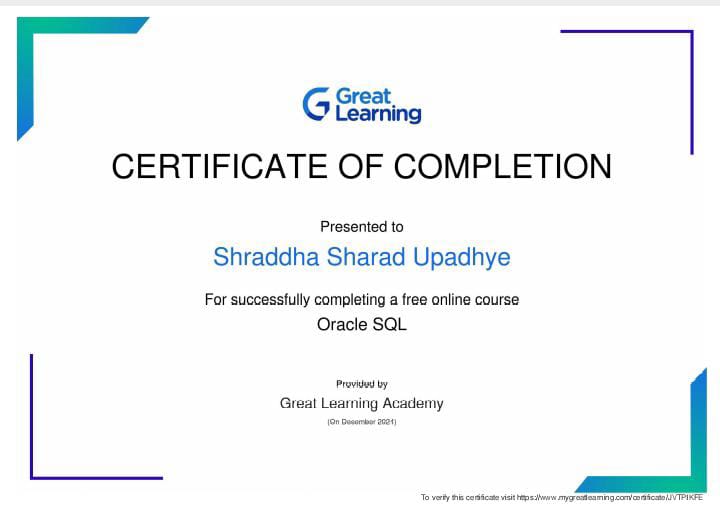 Great
Learning
CERTIFICATE OF COMPLETION
Presented to
Shraddha Sharad Upadhye
For successfully completing a free online course
Oracle SQL
Provided by
Great Learning Academy
(On December 2021)
To verify this certificate visit https://www.mygreatlearning.com/certificate/JVTPIKFE